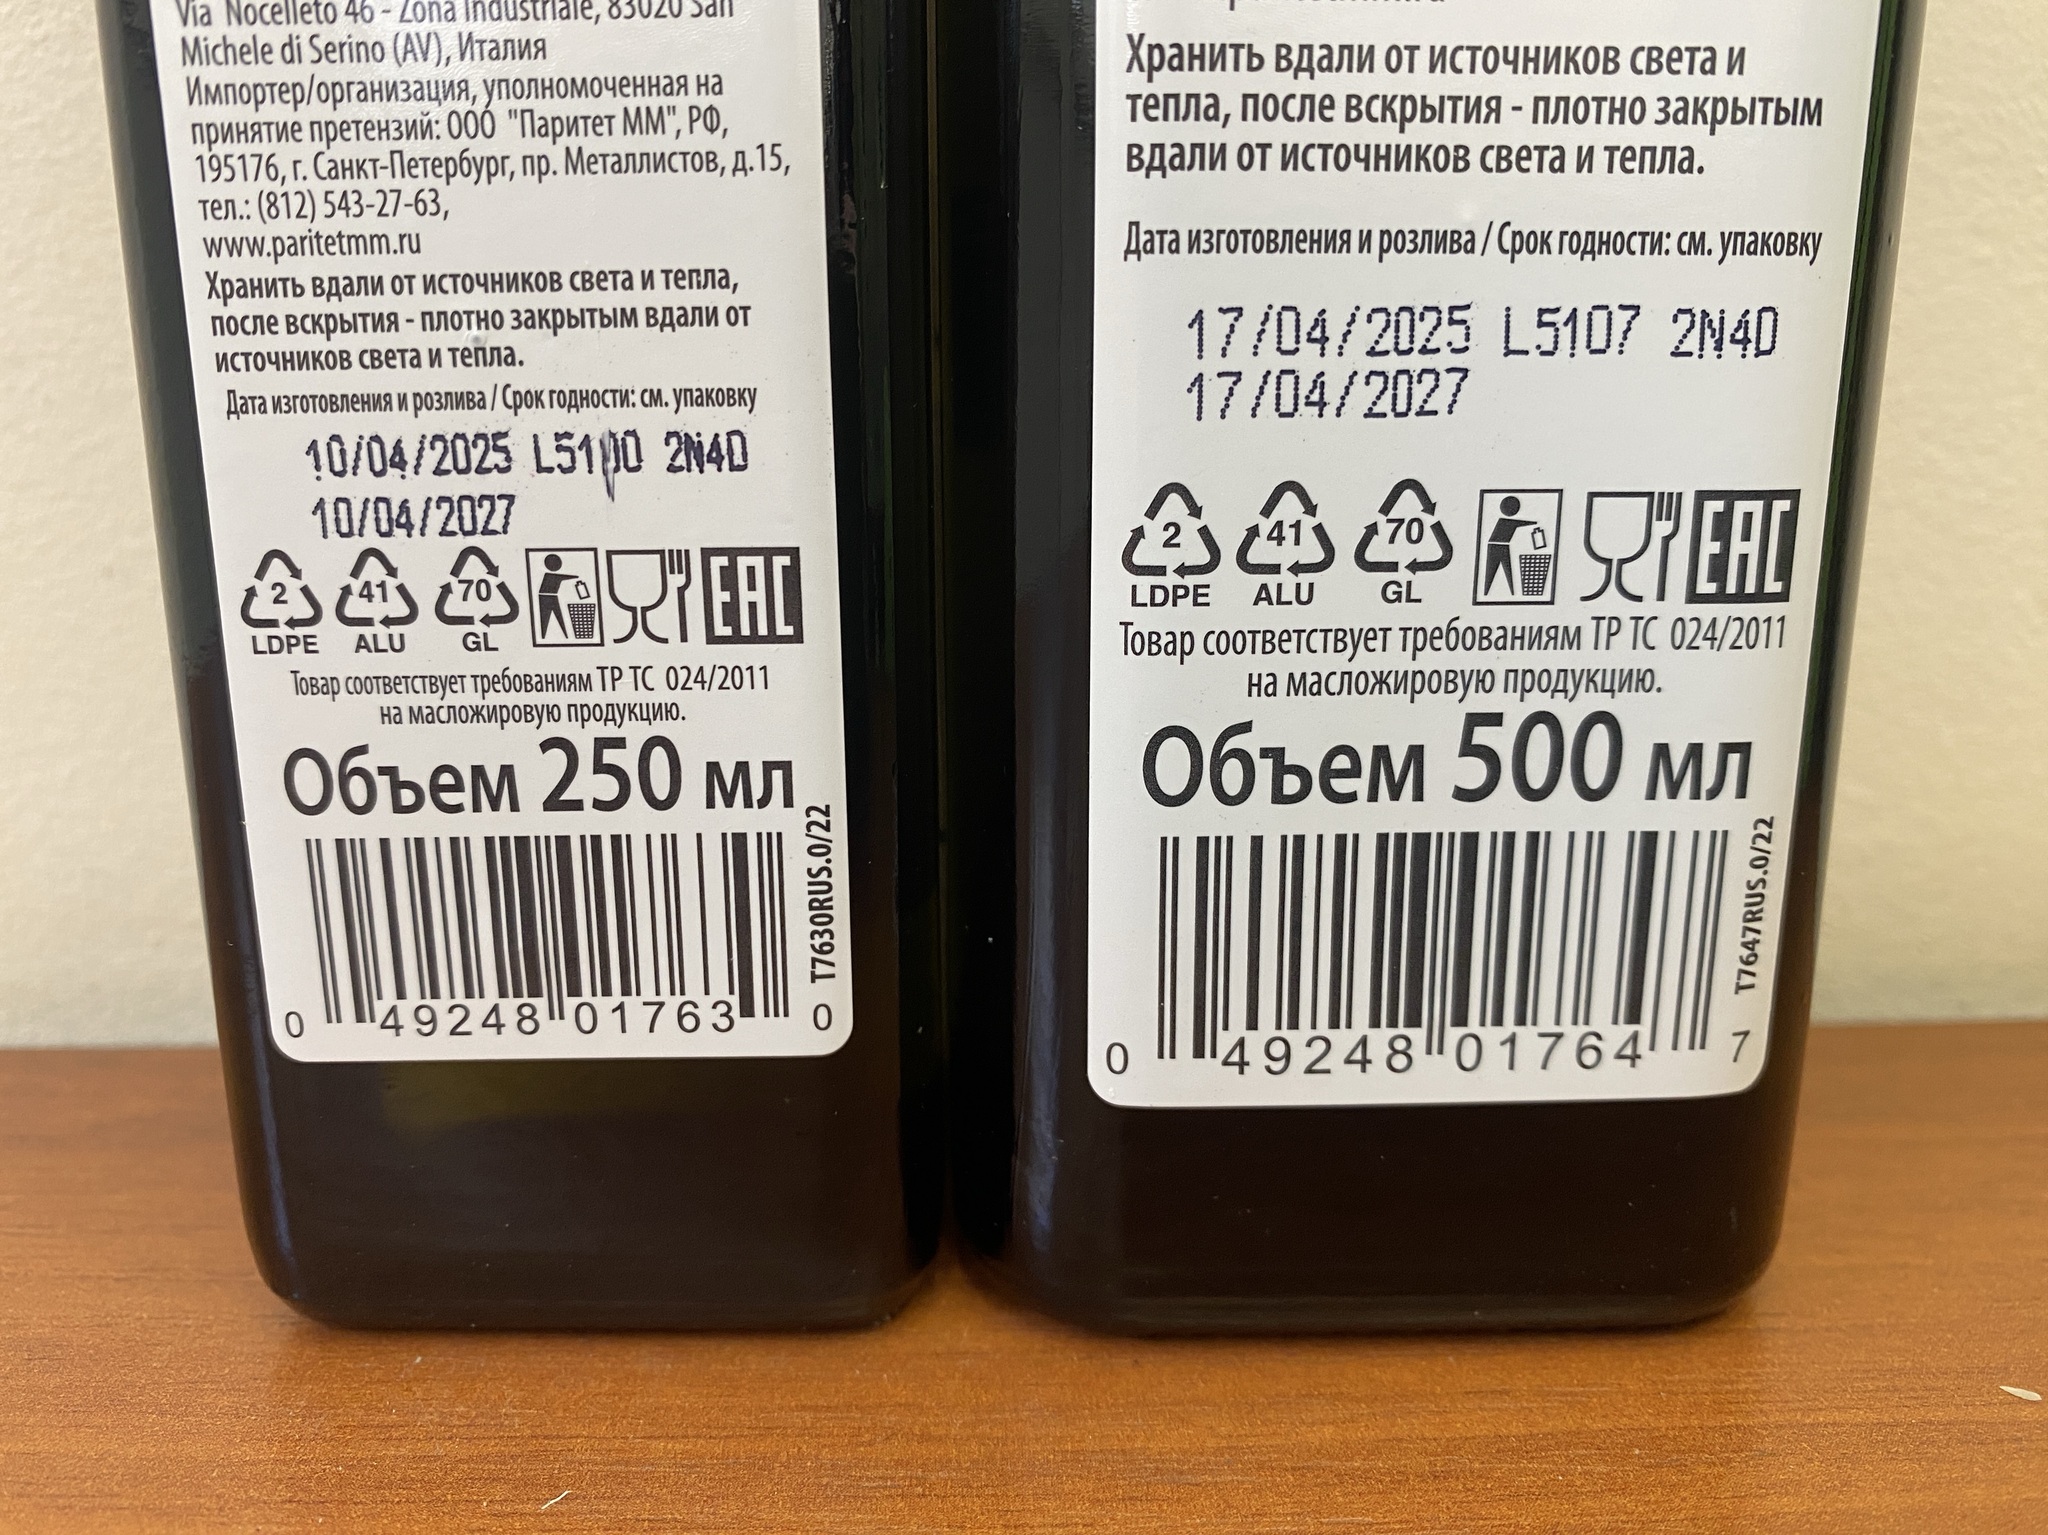 Via Nocelleto 46 - Zona Industriale, 83020 San
Michele di Serino (AV), Италия
Импортер/организация, уполномоченная на
принятие претензий: ООО "Паритет ММ", РФ,
195176, г. Санкт-Петербург, пр. Металлистов, д.15,
тел.: (812) 543-27-63,
www.paritetmm.ru
Хранить вдали от источников света и тепла,
после вскрытия - плотно закрытым вдали от
источников света и тепла.
Дата изготовления и розлива / Срок годности: см. упаковку
10/04/2025 L5100 2N40
10/04/2027
2 41 70 EAC
LDPE ALU GL
Товар соответствует требованиям ТР ТС 024/2011
на масложировую продукцию.
Объем 250 мл
T7630RUS.0/22
0 49248 01763 0
Хранить вдали от источников света и
тепла, после вскрытия - плотно закрытым
вдали от источников света и тепла.
Дата изготовления и розлива / Срок годности: см. упаковку
17/04/2025 L5107 2N40
17/04/2027
2 41 70 EAC
LDPE ALU GL
Товар соответствует требованиям ТР ТС 024/2011
на масложировую продукцию.
Объем 500 мл
T7647RUS.0/22
0 49248 01764 7